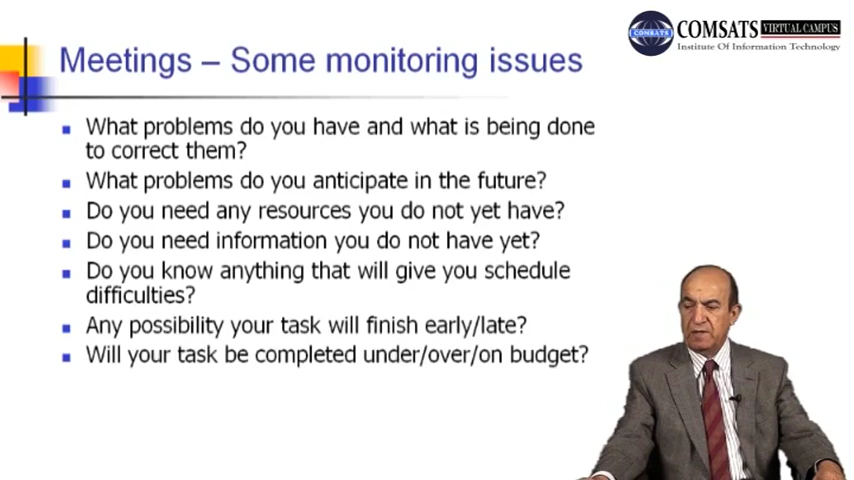 COMSATS VIRTUAL CAMPUS
COMSATS
Institute Of Information Technology
Meetings – Some monitoring issues
What problems do you have and what is being done
to correct them?
What problems do you anticipate in the future?
Do you need any resources you do not yet have?
Do you need information you do not have yet?
Do you know anything that will give you schedule
difficulties?
Any possibility your task will finish early/late?
Will your task be completed under/over/on budget?